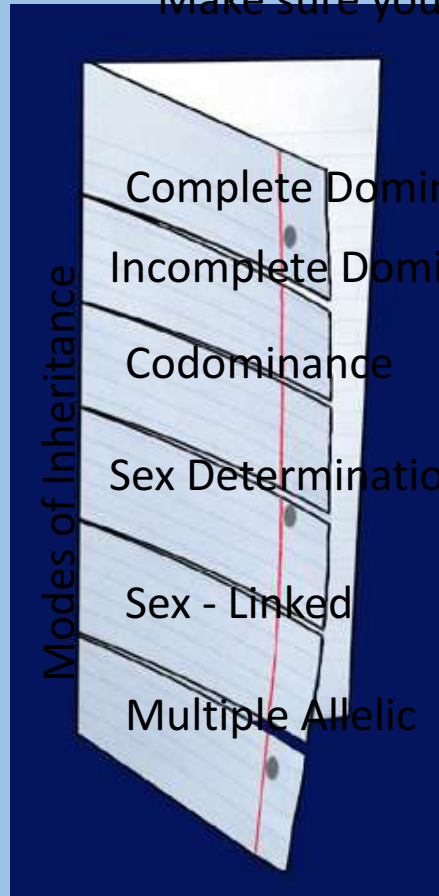 Make sure you
Complete Domin
Incomplete Domi
Codominance
Sex Determinatio
Sex - Linked
Multiple Allelic
Modes of Inheritance